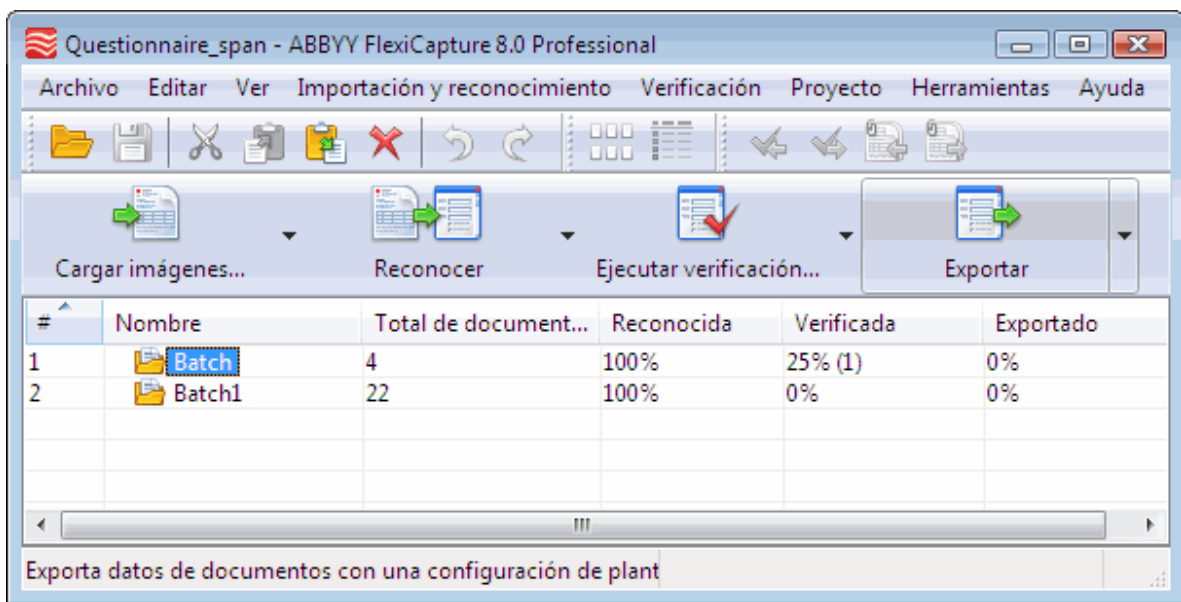 Questionnaire_span - ABBYY FlexiCapture 8.0 Professional
Archivo Editar Ver Importación y reconocimiento Verificación Proyecto Herramientas Ayuda
Cargar imágenes... Reconocer Ejecutar verificación... Exportar
# Nombre Total de document... Reconocida Verificada Exportado
1 Batch 4 100% 25% (1) 0%
2 Batch1 22 100% 0% 0%
Exporta datos de documentos con una configuración de plant